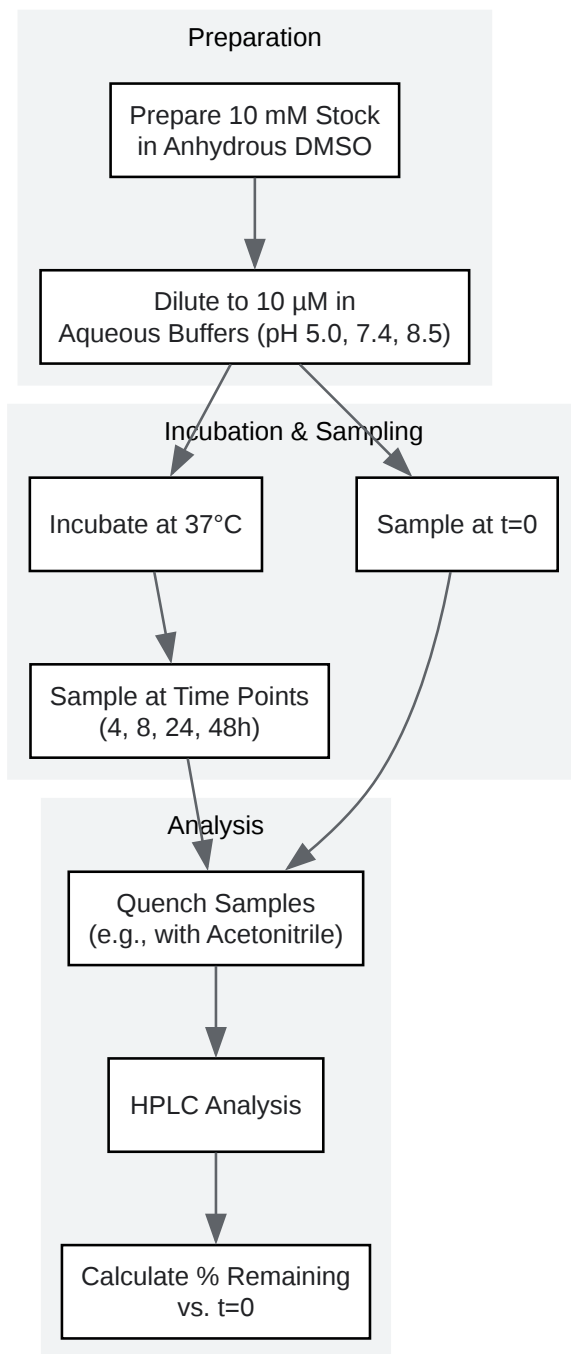 Preparation
Prepare 10 mM Stock
in Anhydrous DMSO
Dilute to 10 µM in
Aqueous Buffers (pH 5.0, 7.4, 8.5)
Incubation & Sampling
Incubate at 37°C
Sample at t=0
Sample at Time Points
(4, 8, 24, 48h)
Analysis
Quench Samples
(e.g., with Acetonitrile)
HPLC Analysis
Calculate % Remaining
vs. t=0